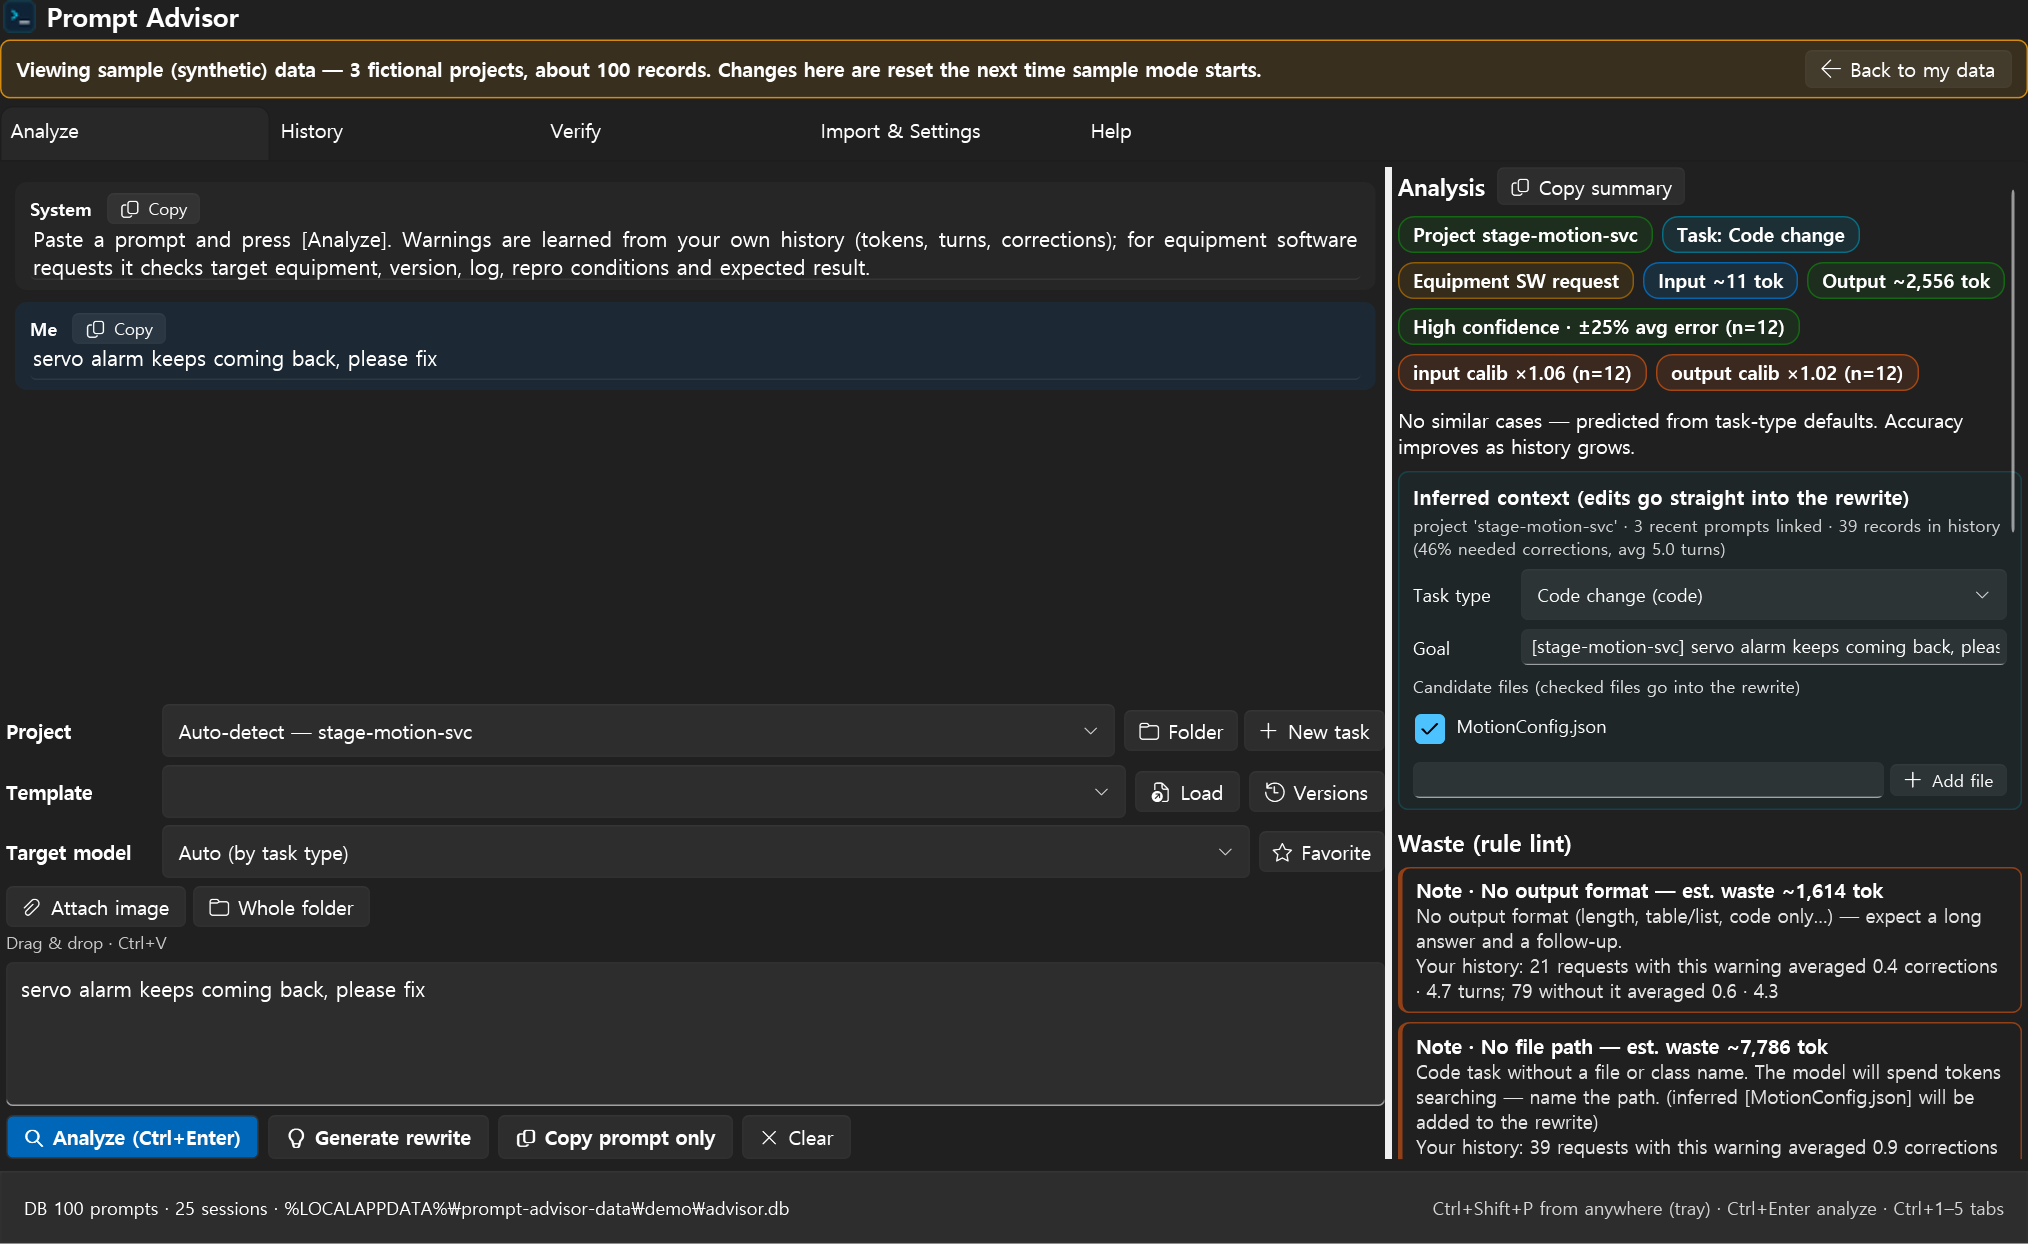 Prompt Advisor
Viewing sample (synthetic) data — 3 fictional projects, about 100 records. Changes here are reset the next time sample mode starts.
Back to my data
Analyze
History
Verify
Import & Settings
Help
System
Copy
Paste a prompt and press [Analyze]. Warnings are learned from your own history (tokens, turns, corrections); for equipment software
requests it checks target equipment, version, log, repro conditions and expected result.
Me
Copy
servo alarm keeps coming back, please fix
Project
Auto-detect — stage-motion-svc
Folder
New task
Template
Load
Versions
Target model
Auto (by task type)
Favorite
Attach image
Whole folder
Drag & drop · Ctrl+V
servo alarm keeps coming back, please fix
Analyze (Ctrl+Enter)
Generate rewrite
Copy prompt only
Clear
Analysis
Copy summary
Project stage-motion-svc
Task: Code change
Equipment SW request
Input ~11 tok
Output ~2,556 tok
High confidence · ±25% avg error (n=12)
input calib ×1.06 (n=12)
output calib ×1.02 (n=12)
No similar cases — predicted from task-type defaults. Accuracy
improves as history grows.
Inferred context (edits go straight into the rewrite)
project 'stage-motion-svc' · 3 recent prompts linked · 39 records in history
(46% needed corrections, avg 5.0 turns)
Task type
Code change (code)
Goal
[stage-motion-svc] servo alarm keeps coming back, pleas
Candidate files (checked files go into the rewrite)
MotionConfig.json
Add file
Waste (rule lint)
Note · No output format — est. waste ~1,614 tok
No output format (length, table/list, code only...) — expect a long
answer and a follow-up.
Your history: 21 requests with this warning averaged 0.4 corrections
· 4.7 turns; 79 without it averaged 0.6 · 4.3
Note · No file path — est. waste ~7,786 tok
Code task without a file or class name. The model will spend tokens
searching — name the path. (inferred [MotionConfig.json] will be
added to the rewrite)
Your history: 39 requests with this warning averaged 0.9 corrections
DB 100 prompts · 25 sessions · %LOCALAPPDATA%₩prompt-advisor-data₩demo₩advisor.db
Ctrl+Shift+P from anywhere (tray) · Ctrl+Enter analyze · Ctrl+1–5 tabs